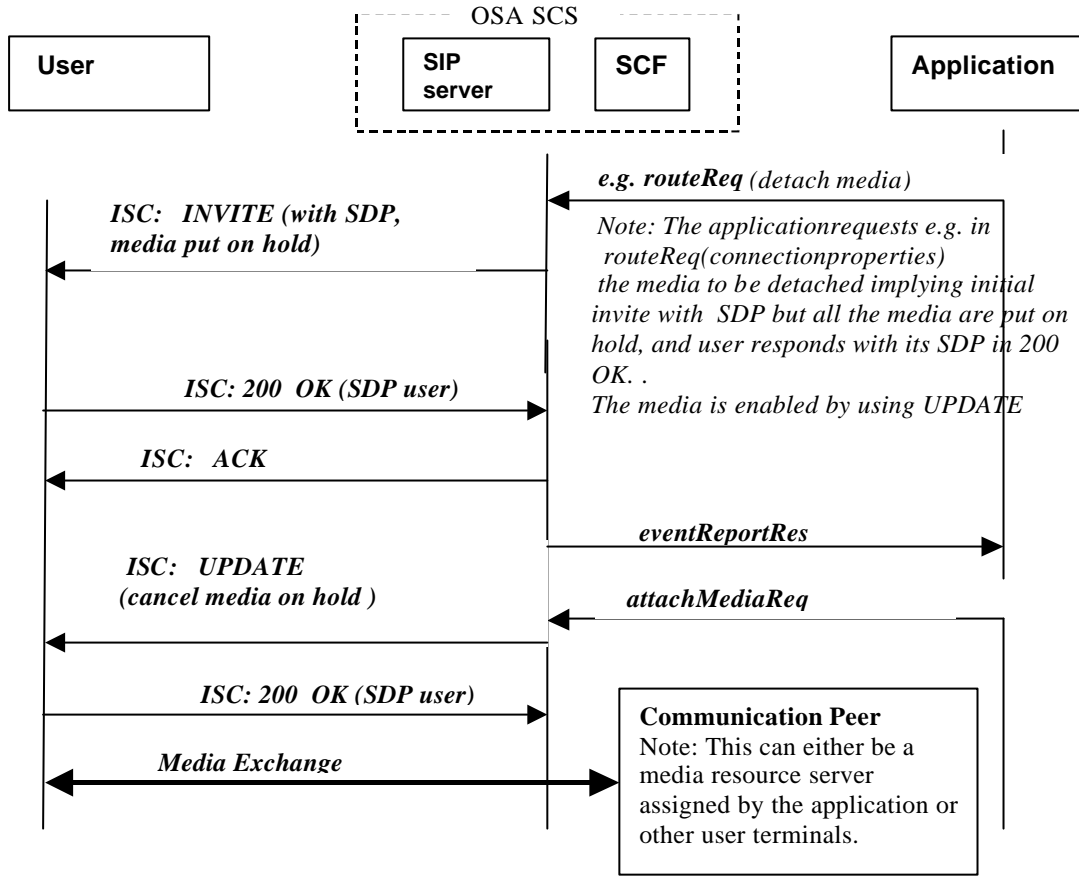 OSA SCS
User
SIP
server
SCF
Application
e.g. routeReq (detach media)
ISC: INVITE (with SDP,
media put on hold)
Note: The applicationrequests e.g. in
routeReq(connectionproperties)
the media to be detached implying initial
invite with SDP but all the media are put on
hold, and user responds with its SDP in 200
OK. .
The media is enabled by using UPDATE
ISC: 200 OK (SDP user)
ISC: ACK
eventReportRes
ISC: UPDATE
(cancel media on hold )
attachMediaReq
ISC: 200 OK (SDP user)
Media Exchange
Communication Peer
Note: This can either be a
media resource server
assigned by the application or
other user terminals.